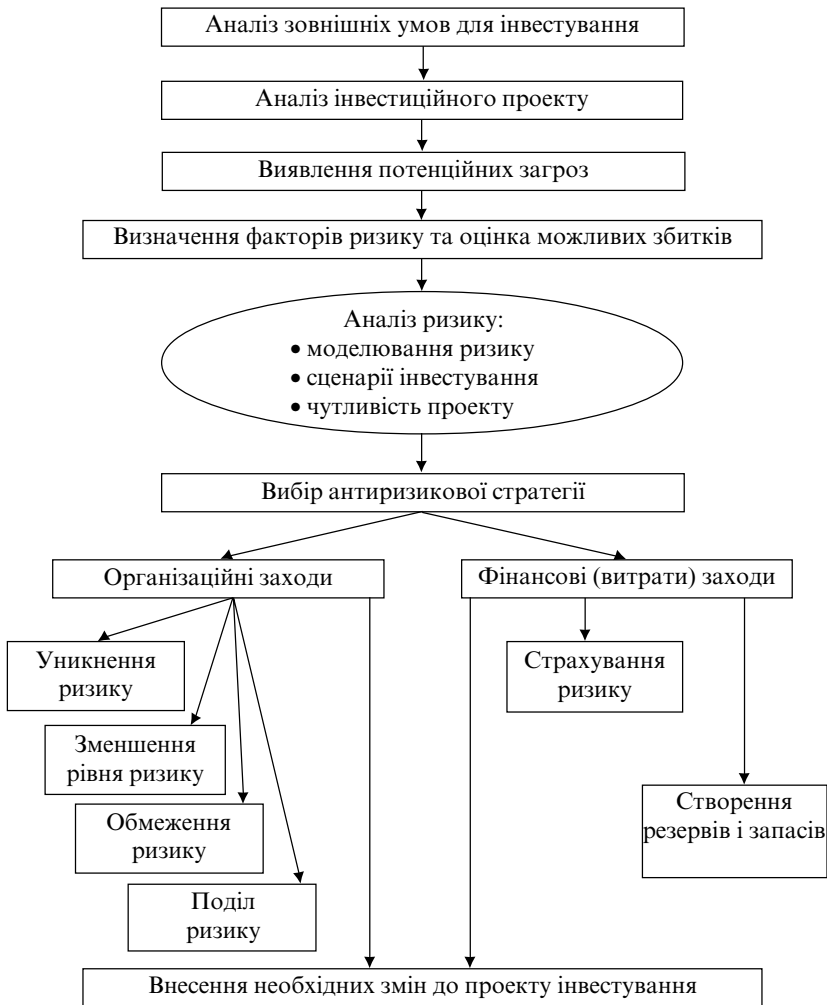 Аналіз зовнішніх умов для інвестування
Аналіз інвестиційного проекту
Виявлення потенційних загроз
Визначення факторів ризику та оцінка можливих збитків
Аналіз ризику:
• моделювання ризику
• сценарії інвестування
• чутливість проекту
Вибір антиризикової стратегії
Організаційні заходи
Фінансові (витрати) заходи
Уникнення
ризику
Страхування
ризику
Зменшення
рівня ризику
Обмеження
ризику
Створення
резервів і запасів
Поділ
ризику
Внесення необхідних змін до проекту інвестування